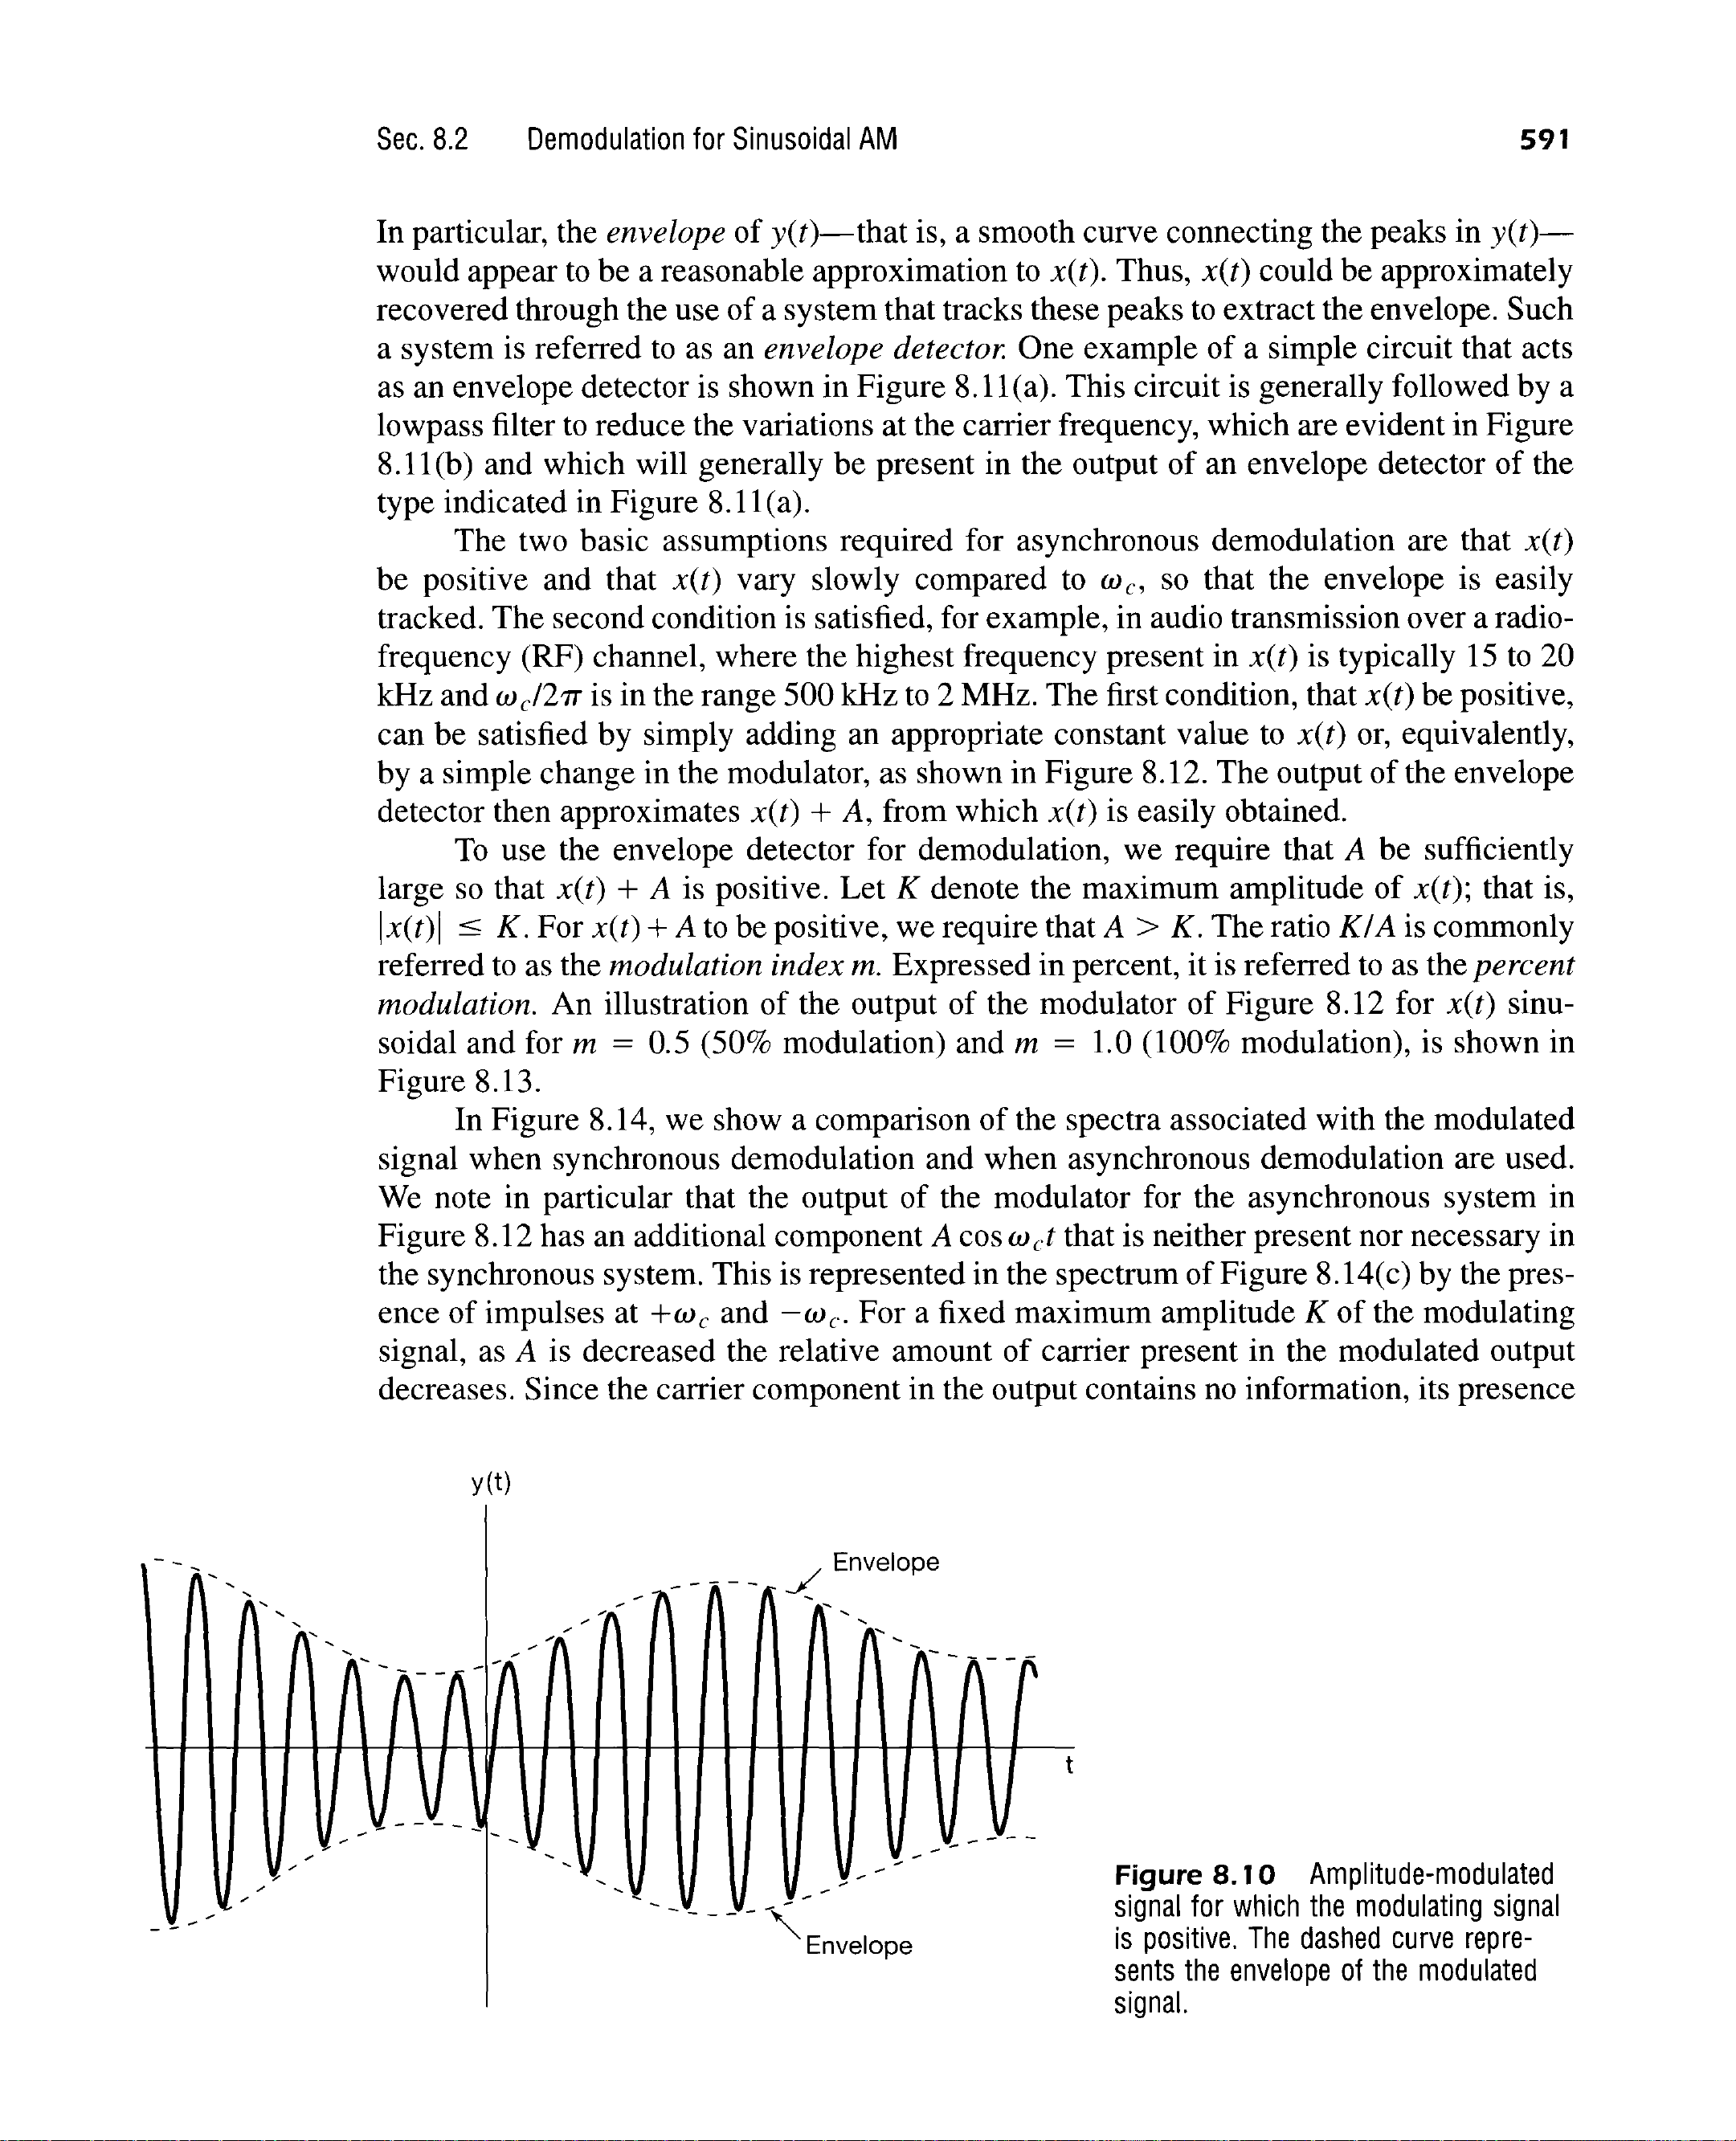 Sec. 8.2 Demodulation for Sinusoidal AM 591
In particular, the envelope of y(t)—that is, a smooth curve connecting the peaks in y(t)—
would appear to be a reasonable approximation to x(t). Thus, x(t) could be approximately
recovered through the use of a system that tracks these peaks to extract the envelope. Such
a system is referred to as an envelope detector. One example of a simple circuit that acts
as an envelope detector is shown in Figure 8.11(a). This circuit is generally followed by a
lowpass filter to reduce the variations at the carrier frequency, which are evident in Figure
8.11(b) and which will generally be present in the output of an envelope detector of the
type indicated in Figure 8.11(a).
The two basic assumptions required for asynchronous demodulation are that x(t)
be positive and that x(t) vary slowly compared to ωc, so that the envelope is easily
tracked. The second condition is satisfied, for example, in audio transmission over a radio-
frequency (RF) channel, where the highest frequency present in x(t) is typically 15 to 20
kHz and ωc/2π is in the range 500 kHz to 2 MHz. The first condition, that x(t) be positive,
can be satisfied by simply adding an appropriate constant value to x(t) or, equivalently,
by a simple change in the modulator, as shown in Figure 8.12. The output of the envelope
detector then approximates x(t) + A, from which x(t) is easily obtained.
To use the envelope detector for demodulation, we require that A be sufficiently
large so that x(t) + A is positive. Let K denote the maximum amplitude of x(t); that is,
|x(t)| ≤ K. For x(t) + A to be positive, we require that A > K. The ratio K/A is commonly
referred to as the modulation index m. Expressed in percent, it is referred to as the percent
modulation. An illustration of the output of the modulator of Figure 8.12 for x(t) sinu-
soidal and for m = 0.5 (50% modulation) and m = 1.0 (100% modulation), is shown in
Figure 8.13.
In Figure 8.14, we show a comparison of the spectra associated with the modulated
signal when synchronous demodulation and when asynchronous demodulation are used.
We note in particular that the output of the modulator for the asynchronous system in
Figure 8.12 has an additional component A cos ωct that is neither present nor necessary in
the synchronous system. This is represented in the spectrum of Figure 8.14(c) by the pres-
ence of impulses at +ωc and −ωc. For a fixed maximum amplitude K of the modulating
signal, as A is decreased the relative amount of carrier present in the modulated output
decreases. Since the carrier component in the output contains no information, its presence
y(t)
Envelope
t
Envelope
Figure 8.10 Amplitude-modulated
signal for which the modulating signal
is positive. The dashed curve repre-
sents the envelope of the modulated
signal.